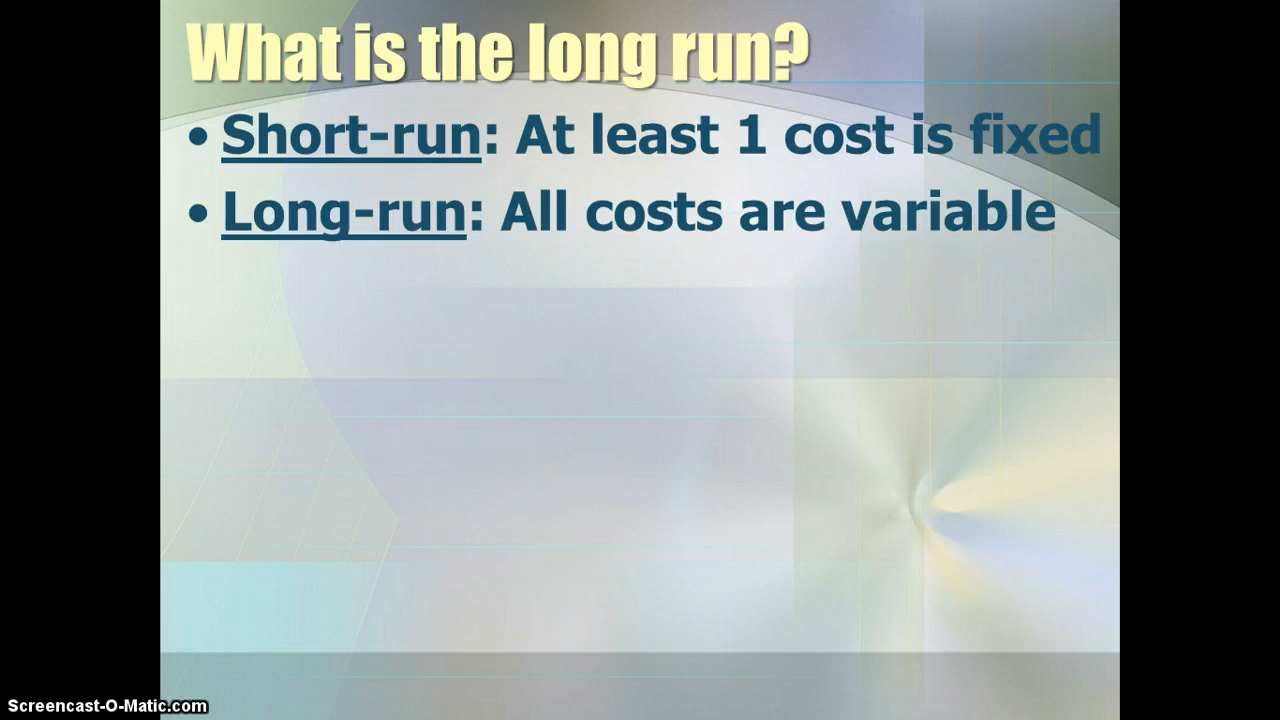 What is the long run?
• Short-run: At least 1 cost is fixed
• Long-run: All costs are variable
Screencast-O-Matic.com